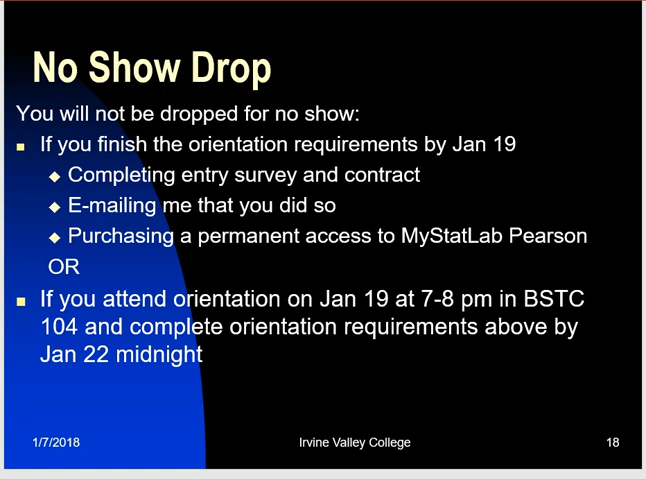 No Show Drop
You will not be dropped for no show:
If you finish the orientation requirements by Jan 19
Completing entry survey and contract
E-mailing me that you did so
Purchasing a permanent access to MyStatLab Pearson
OR
If you attend orientation on Jan 19 at 7-8 pm in BSTC
104 and complete orientation requirements above by
Jan 22 midnight
1/7/2018
Irvine Valley College
18